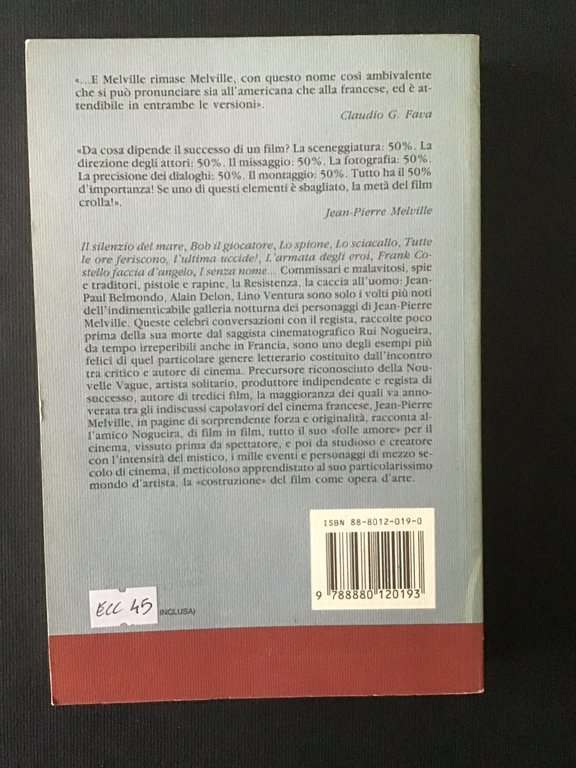 «...E Melville rimase Melville, con questo nome così ambivalente
che si può pronunciare sia all'americana che alla francese, ed è at-
tendibile in entrambe le versioni».
Claudio G. Fava
«Da cosa dipende il successo di un film? La sceneggiatura: 50%. La
direzione degli attori: 50%. Il missaggio: 50%. La fotografia: 50%.
La precisione dei dialoghi: 50%. Il montaggio: 50%. Tutto ha il 50%
d'importanza! Se uno di questi elementi è sbagliato, la metà del film
crolla!».
Jean-Pierre Melville
Il silenzio del mare, Bob il giocatore, Lo spione, Lo sciacallo, Tutte
le ore feriscono, l'ultima uccide!, L'armata degli eroi, Frank Co-
stello faccia d'angelo, I senza nome... Commissari e malavitosi, spie
e traditori, pistole e rapine, la Resistenza, la caccia all'uomo: Jean-
Paul Belmondo, Alain Delon, Lino Ventura sono solo i volti più noti
dell'indimenticabile galleria notturna dei personaggi di Jean-Pierre
Melville. Queste celebri conversazioni con il regista, raccolte poco
prima della sua morte dal saggista cinematografico Rui Nogueira,
da tempo irreperibili anche in Francia, sono uno degli esempi più
felici di quel particolare genere letterario costituito dall'incontro
tra critico e autore di cinema. Precursore riconosciuto della Nou-
velle Vague, artista solitario, produttore indipendente e regista di
successo, autore di tredici film, la maggioranza dei quali va anno-
verata tra gli indiscussi capolavori del cinema francese, Jean-Pierre
Melville, in pagine di sorprendente forza e originalità, racconta al-
l'amico Nogueira, di film in film, tutto il suo «folle amore» per il
cinema, vissuto prima da spettatore, e poi da studioso e creatore
con l'intensità del mistico, i mille eventi e personaggi di mezzo se-
colo di cinema, il meticoloso apprendistato al suo particolarissimo
mondo d'artista, la «costruzione» del film come opera d'arte.
ISBN 88-8012-019-0
9 788880 120193
ECC 45
INCLUSA)